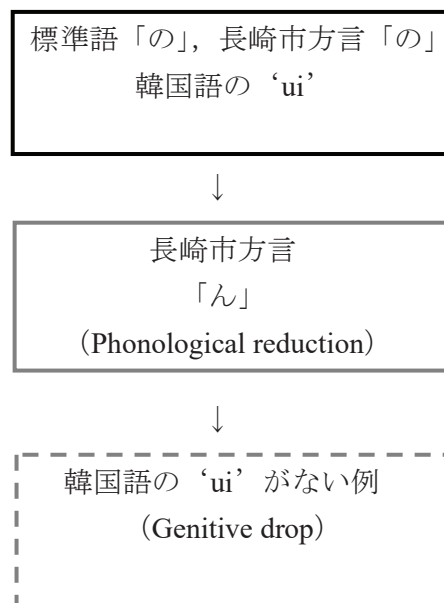 標準語「の」，長崎市方言「の」
韓国語の‘ui’
↓
長崎市方言
「ん」
（Phonological reduction）
↓
韓国語の‘ui’がない例
（Genitive drop）